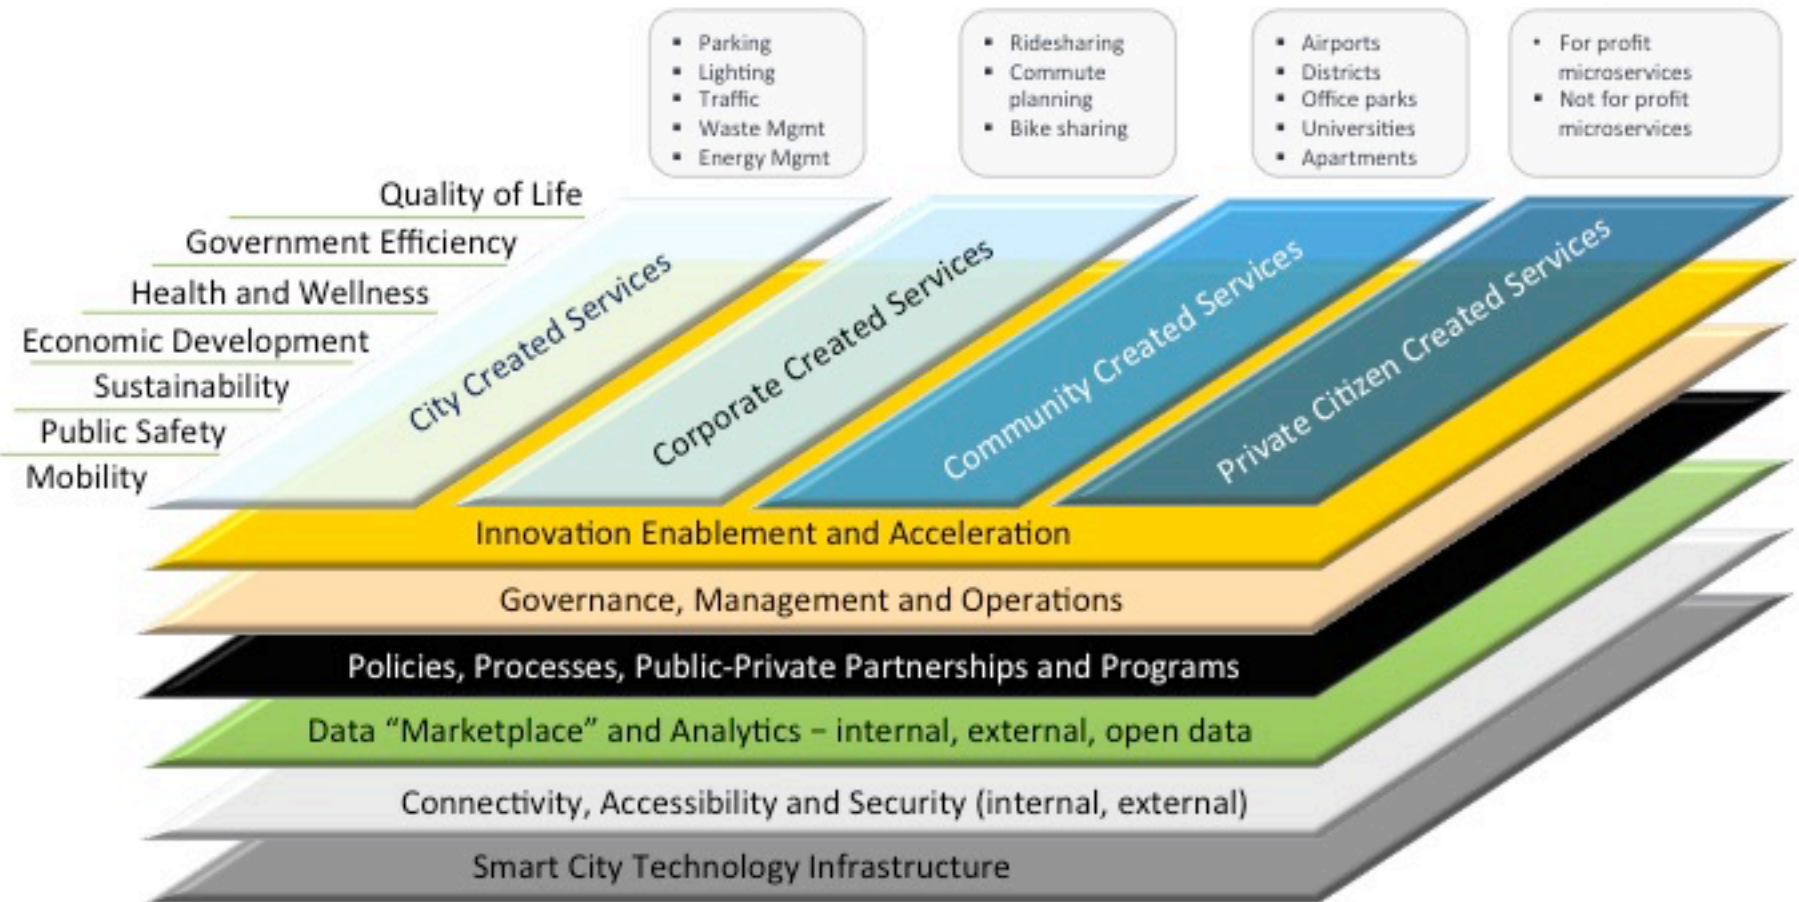 ▪ Parking
▪ Lighting
▪ Traffic
▪ Waste Mgmt
▪ Energy Mgmt
▪ Ridesharing
▪ Commute
planning
▪ Bike sharing
▪ Airports
▪ Districts
▪ Office parks
▪ Universities
▪ Apartments
• For profit
microservices
▪ Not for profit
microservices
Quality of Life
Government Efficiency
Health and Wellness
Economic Development
Sustainability
Public Safety
Mobility
City Created Services
Corporate Created Services
Community Created Services
Private Citizen Created Services
Innovation Enablement and Acceleration
Governance, Management and Operations
Policies, Processes, Public-Private Partnerships and Programs
Data “Marketplace” and Analytics – internal, external, open data
Connectivity, Accessibility and Security (internal, external)
Smart City Technology Infrastructure